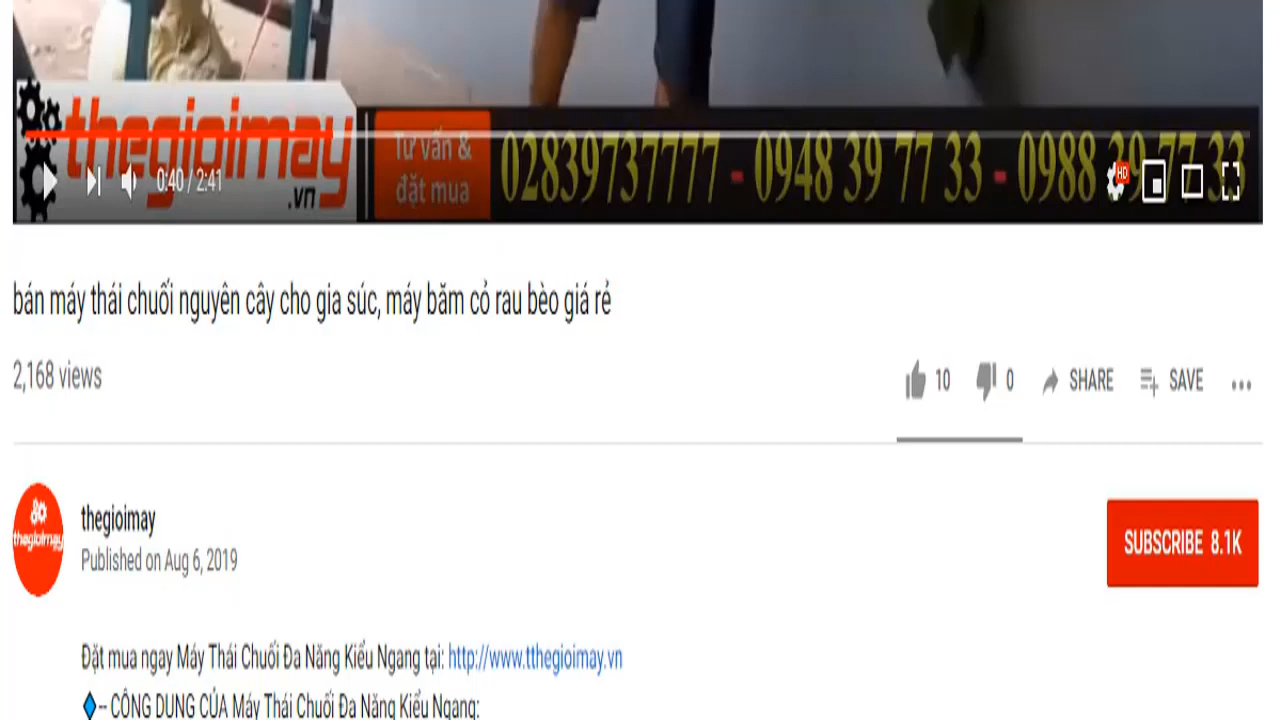 thegioimay
.vn
Tư vấn &
đặt mua
02839737777 - 0948 39 77 33 - 0988 39 77 33
0:40 / 2:41
HD
bán máy thái chuối nguyên cây cho gia súc, máy băm cỏ rau bèo giá rẻ
2,168 views
10 0 SHARE SAVE
thegioimay
thegioimay
Published on Aug 6, 2019
SUBSCRIBE 8.1K
Đặt mua ngay Máy Thái Chuối Đa Năng Kiểu Ngang tại: http://www.tthegioimay.vn
-- CÔNG DỤNG CỦA Máy Thái Chuối Đa Năng Kiểu Ngang: